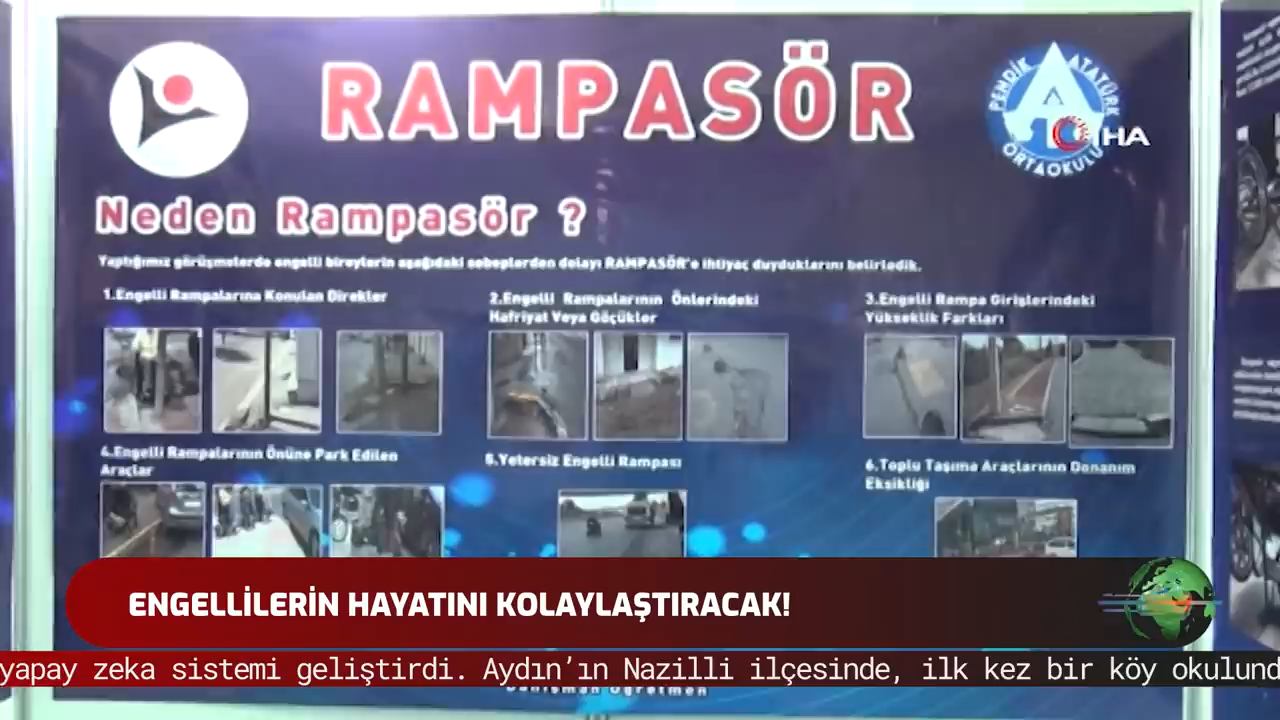 RAMPASÖR
PENDİK ATATÜRK ORTAOKULU
İHA
Neden Rampasör ?
Yaptığımız görüşmelerde engelli bireylerin aşağıdaki sebeplerden dolayı RAMPASÖR'e ihtiyaç duyduklarını belirledik.
1.Engelli Rampalarına Konulan Direkler
2.Engelli Rampalarının Önlerindeki
Hafriyat Veya Göçükler
3.Engelli Rampa Girişlerindeki
Yükseklik Farkları
4.Engelli Rampalarının Önüne Park Edilen
Araçlar
5.Yetersiz Engelli Rampası
6.Toplu Taşıma Araçlarının Donanım
Eksikliği
ENGELLİLERİN HAYATINI KOLAYLAŞTIRACAK!
yapay zeka sistemi geliştirdi. Aydın’ın Nazilli ilçesinde, ilk kez bir köy okulund
Danışman Öğretmen